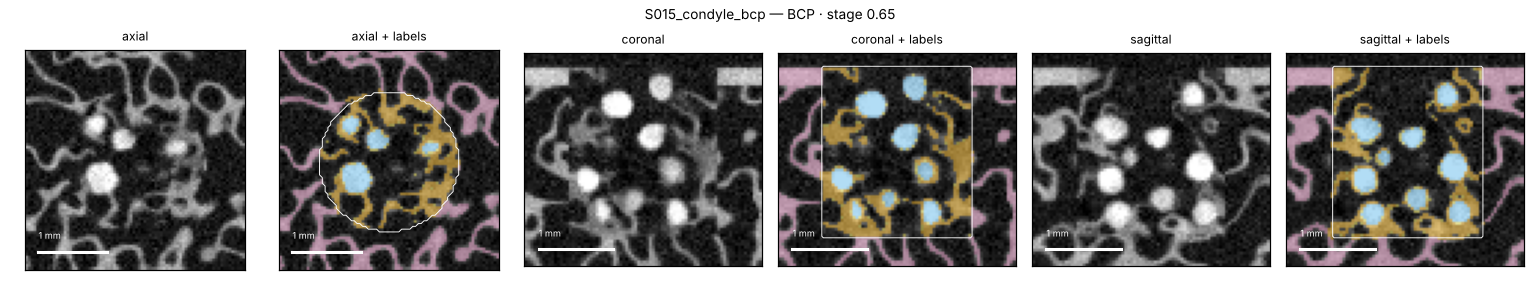 S015_condyle_bcp — BCP · stage 0.65
axial
axial + labels
coronal
coronal + labels
sagittal
sagittal + labels
1 mm
1 mm
1 mm
1 mm
1 mm
1 mm